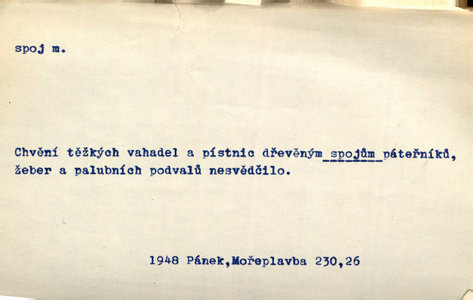 spoj m.
Chvění těžkých vahadel a pístnic dřevěným spojům páteřníků,
žeber a palubních podvalů nesvědčilo.
1948 Pánek,Mořeplavba 230,26